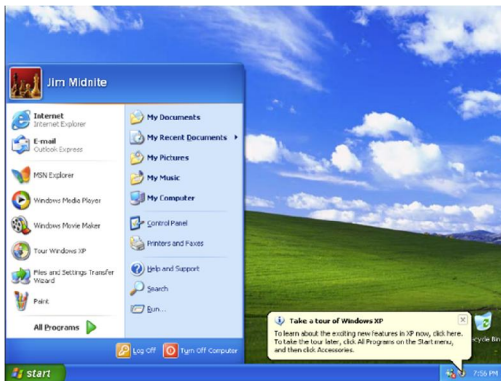 Jim Midnite
Internet
Internet Explorer
E-mail
Outlook Express
MSN Explorer
Windows Media Player
Windows Movie Maker
Tour Windows XP
Files and Settings Transfer
Wizard
Paint
All Programs
My Documents
My Recent Documents
My Pictures
My Music
My Computer
Control Panel
Printers and Faxes
Help and Support
Search
Run...
Log Off
Turn Off Computer
Take a tour of Windows XP
To learn about the exciting new features in XP now, click here.
To take the tour later, click All Programs on the Start menu,
and then click Accessories.
ecycle Bin
start
7:56 PM